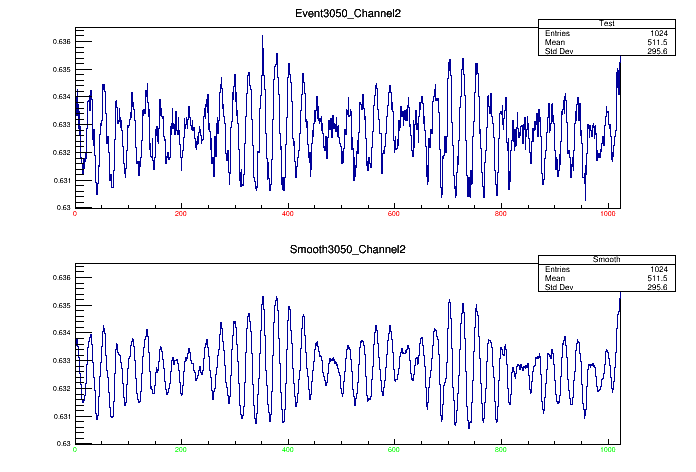 Event3050_Channel2
Test
Entries 1024
Mean 511.5
Std Dev 295.6
0.636
0.635
0.634
0.633
0.632
0.631
0.63
0 200 400 600 800 1000
Smooth3050_Channel2
Smooth
Entries 1024
Mean 511.5
Std Dev 295.6
0.636
0.635
0.634
0.633
0.632
0.631
0.63
0 200 400 600 800 1000